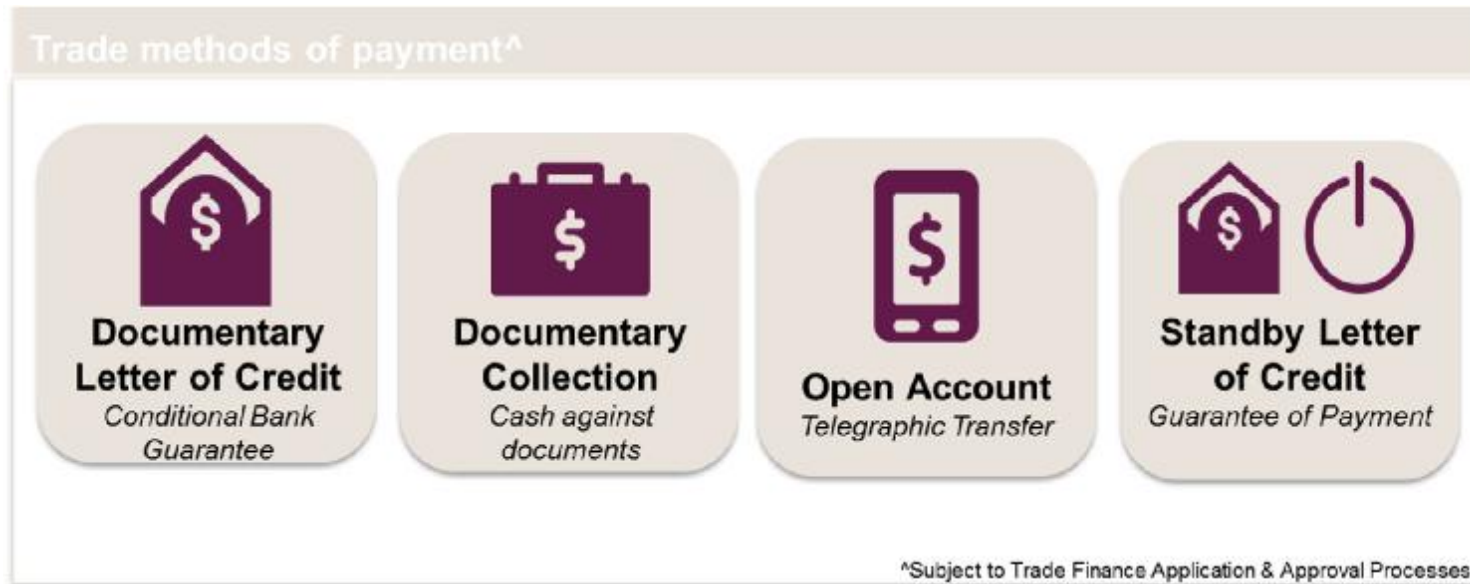 Trade methods of payment^
$
Documentary
Letter of Credit
Conditional Bank
Guarantee
$
Documentary
Collection
Cash against
documents
$
Open Account
Telegraphic Transfer
$
Standby Letter
of Credit
Guarantee of Payment
^Subject to Trade Finance Application & Approval Processes